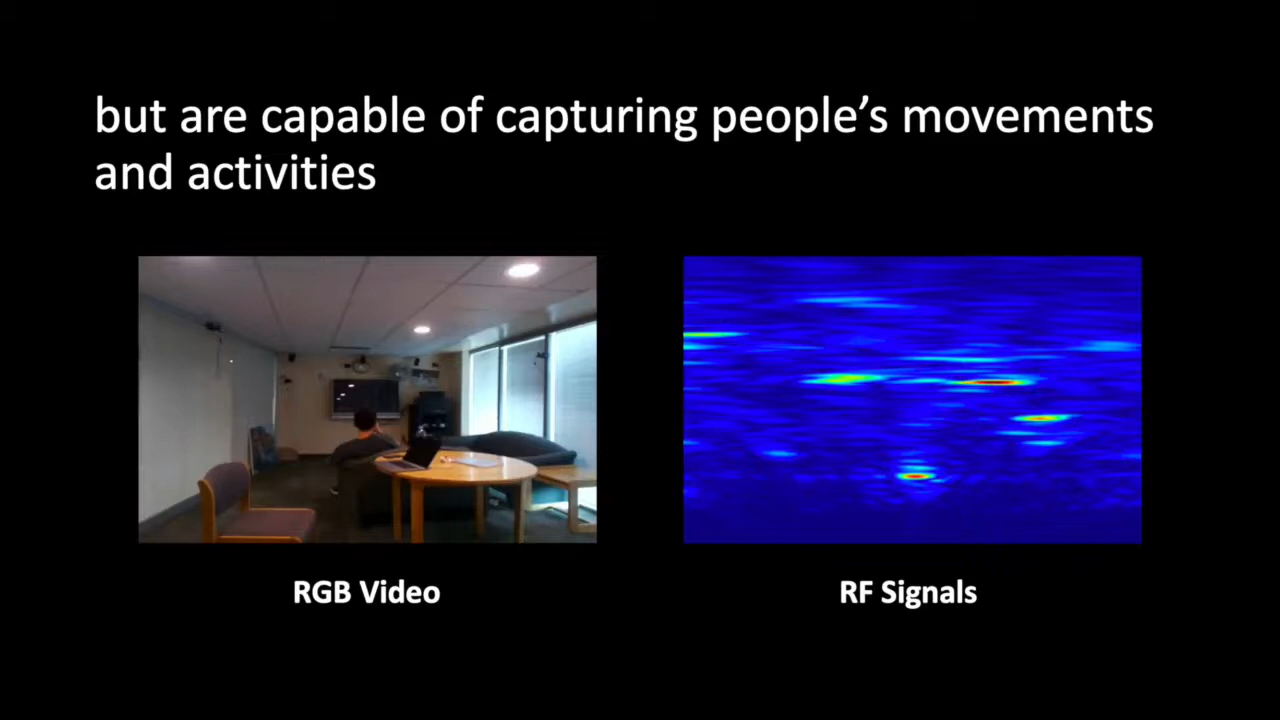 but are capable of capturing people’s movements
and activities
RGB Video
RF Signals